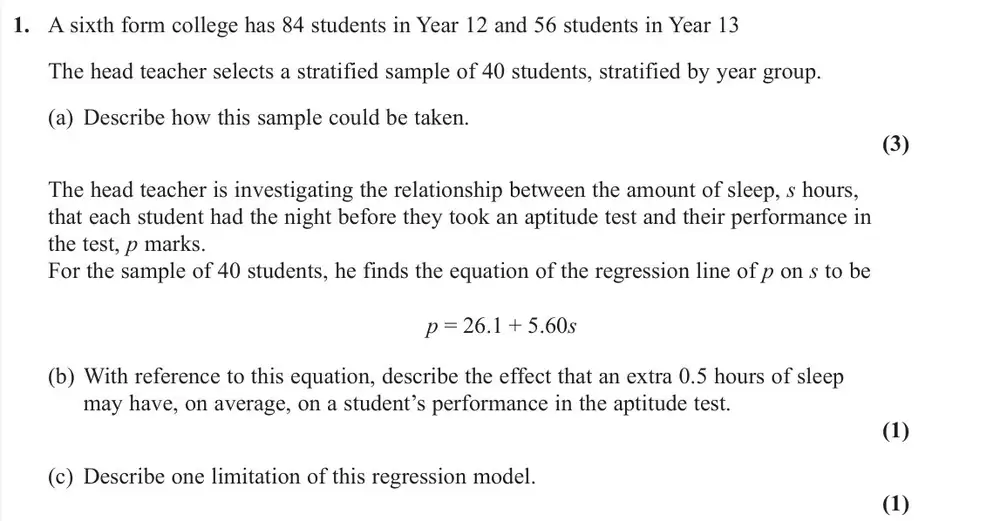 1. A sixth form college has 84 students in Year 12 and 56 students in Year 13
The head teacher selects a stratified sample of 40 students, stratified by year group.
(a) Describe how this sample could be taken.
(3)
The head teacher is investigating the relationship between the amount of sleep, s hours,
that each student had the night before they took an aptitude test and their performance in
the test, p marks.
For the sample of 40 students, he finds the equation of the regression line of p on s to be
p = 26.1 + 5.60s
(b) With reference to this equation, describe the effect that an extra 0.5 hours of sleep
may have, on average, on a student's performance in the aptitude test.
(1)
(c) Describe one limitation of this regression model.
(1)